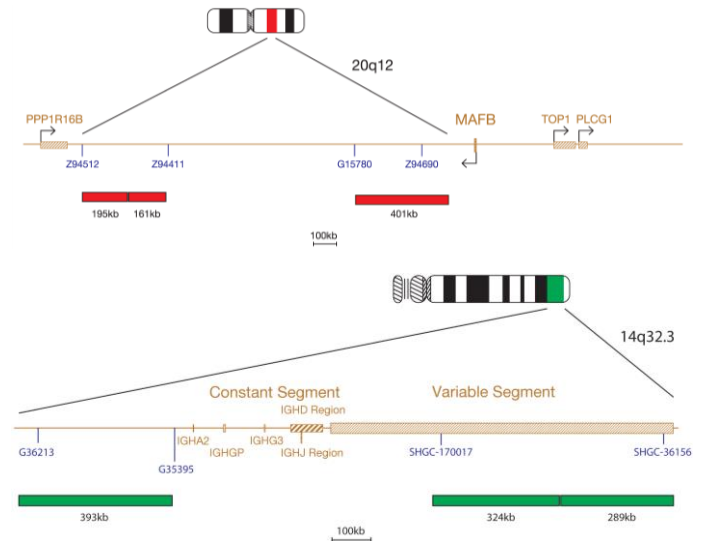 20q12
PPP1R16B
MAFB
TOP1 PLCG1
Z94512 Z94411 G15780 Z94690
195kb 161kb 401kb
100kb
14q32.3
Constant Segment Variable Segment
IGHD Region
IGHA2 IGHG3
IGHGP IGHJ Region
G36213 SHGC-170017 SHGC-36156
G35395
393kb 324kb 289kb
100kb